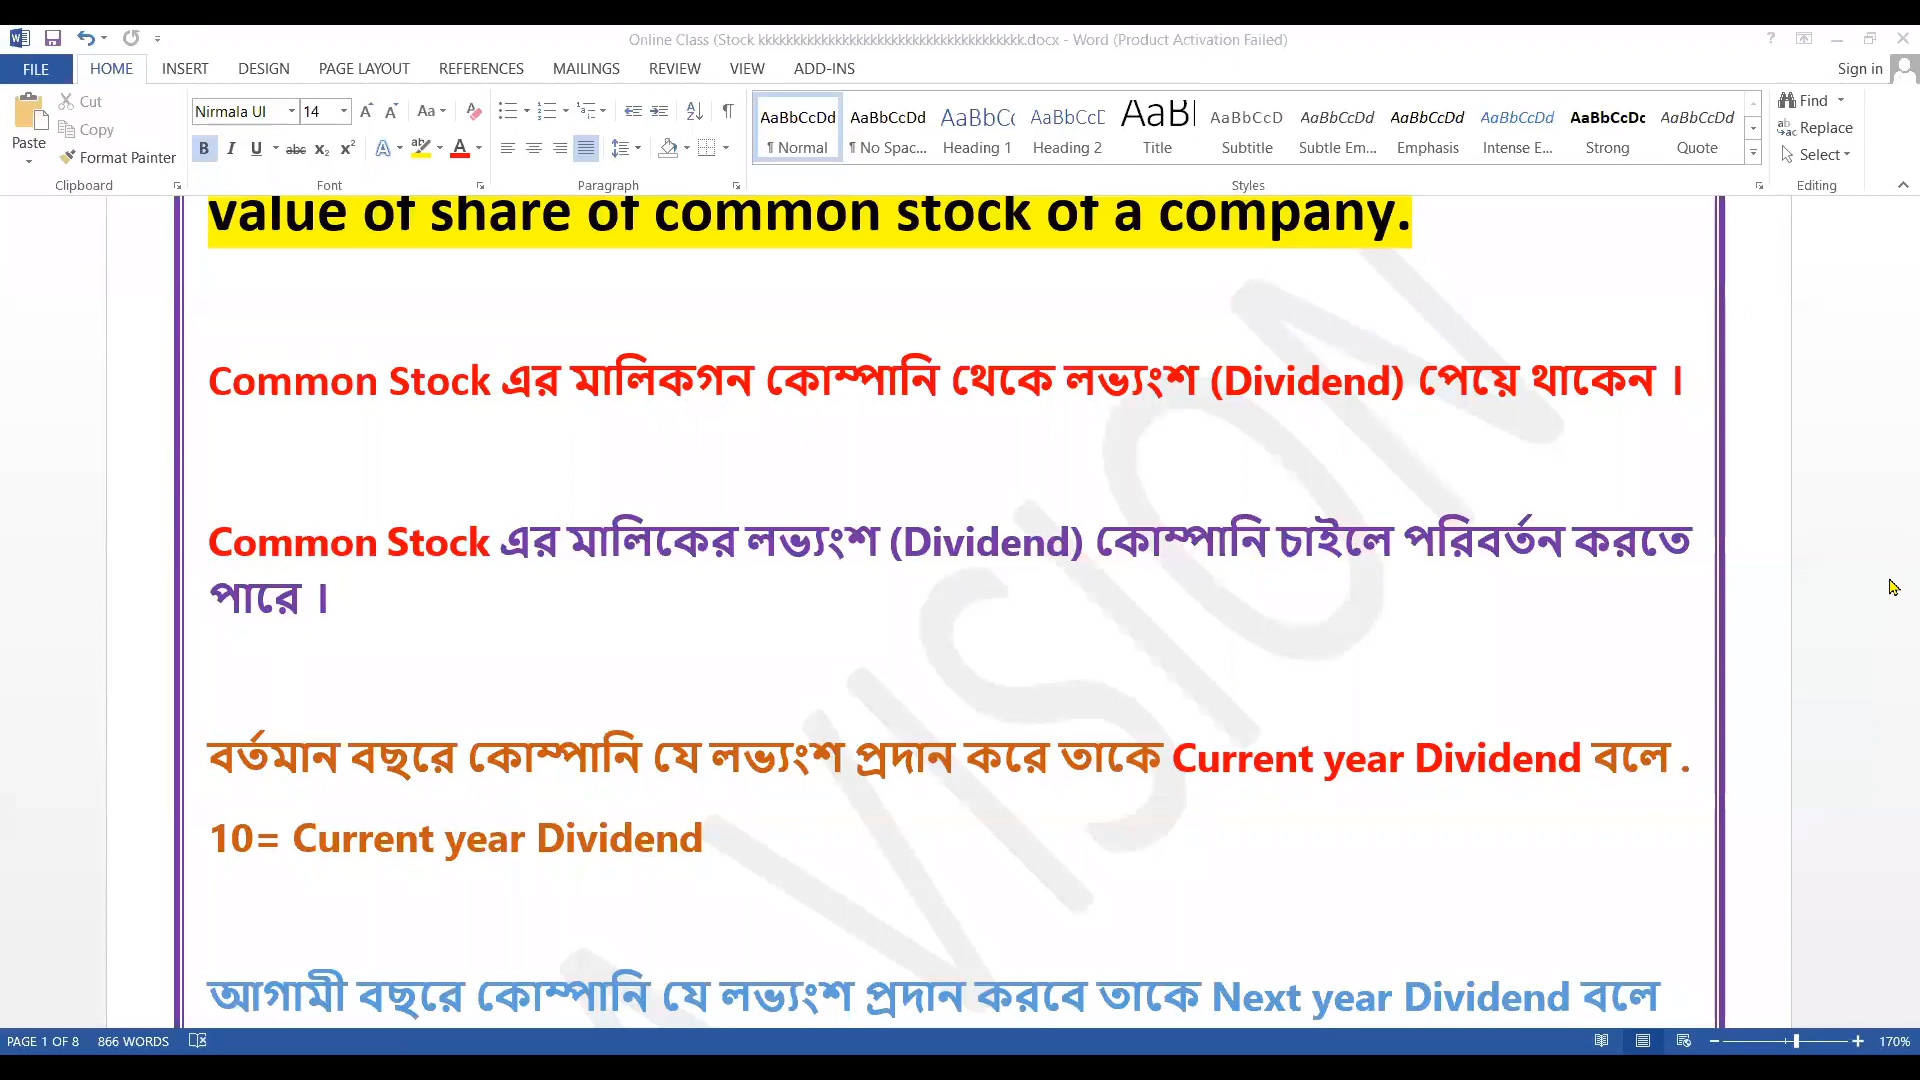 Online Class (Stock kkkkkkkkkkkkkkkkkkkkkkkkkkkkkkkkkkkkk.docx - Word (Product Activation Failed)
FILE HOME INSERT DESIGN PAGE LAYOUT REFERENCES MAILINGS REVIEW VIEW ADD-INS Sign in
Cut
Copy
Format Painter
Paste
Clipboard
Nirmala UI 14
Font
Paragraph
AaBbCcDd AaBbCcDd AaBbCc AaBbCcD AaBl AaBbCcD AaBbCcDd AaBbCcDd AaBbCcDd AaBbCcDc AaBbCcDd
¶ Normal ¶ No Spac... Heading 1 Heading 2 Title Subtitle Subtle Em... Emphasis Intense E... Strong Quote
Styles
Find
Replace
Select
Editing
value of share of common stock of a company.
Common Stock এর মালিকগন কোম্পানি থেকে লভ্যংশ (Dividend) পেয়ে থাকেন ।
Common Stock এর মালিকের লভ্যংশ (Dividend) কোম্পানি চাইলে পরিবর্তন করতে
পারে ।
বর্তমান বছরে কোম্পানি যে লভ্যংশ প্রদান করে তাকে Current year Dividend বলে .
10= Current year Dividend
আগামী বছরে কোম্পানি যে লভ্যংশ প্রদান করবে তাকে Next year Dividend বলে
VISION
PAGE 1 OF 8 866 WORDS 170%